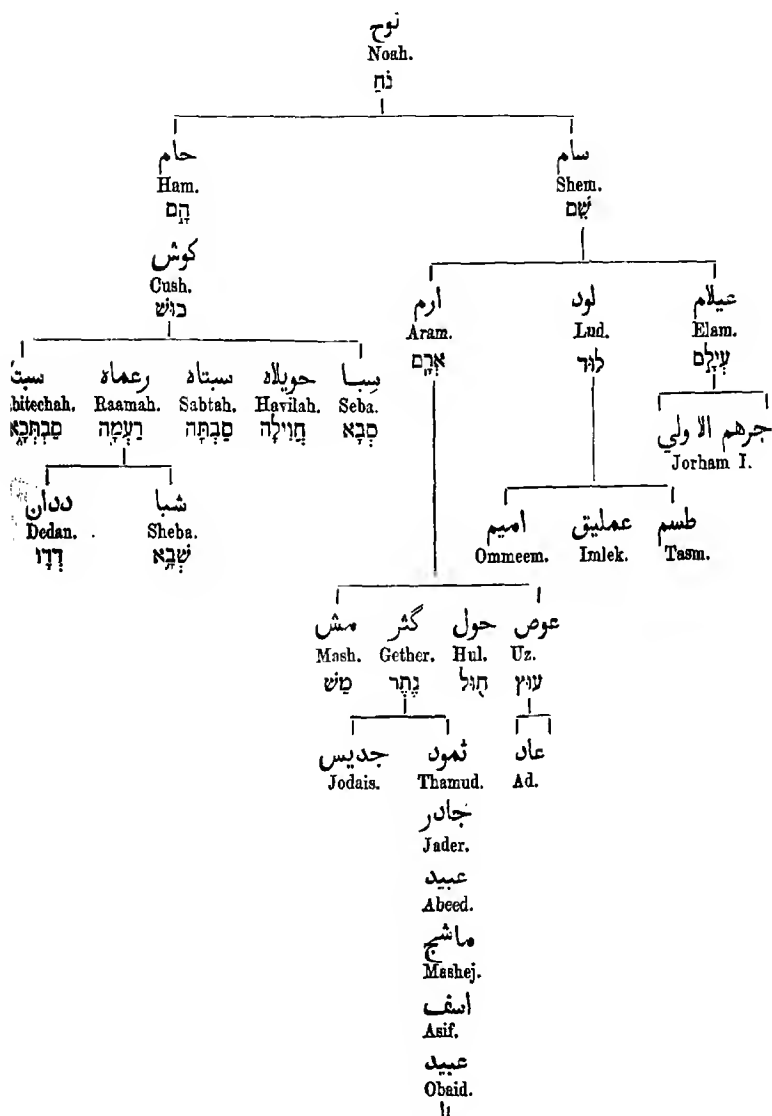 نوح
Noah.
נֹחַ
حام سام
Ham. Shem.
הָם שֵׁם
كوش
Cush.
כּוּשׁ
ارم لود عيلام
Aram. Lud. Elam.
אֲרָם לוּד עֵילָם
رعماه سبتاه حويلاه سبا
bitechah. Raamah. Sabtah. Havilah. Seba.
סַבְתְּכָא רַעְמָה סַבְתָּה חֲוִילָה סְבָא
جرهم الاولي
Jorham I.
ددان شبا
Dedan. Sheba.
דְדָו שְׁבָא
اميم عمليق طسم
Ommeem. Imlek. Tasm.
مش گثر حول عوص
Mash. Gether. Hul. Uz.
מַשׁ גֶתֶר חוּל עוּץ
جديس ثمود عاد
Jodais. Thamud. Ad.
جادر
Jader.
عبيد
Abeed.
ماشج
Mashej.
اسف
Asif.
عبيد
Obaid.